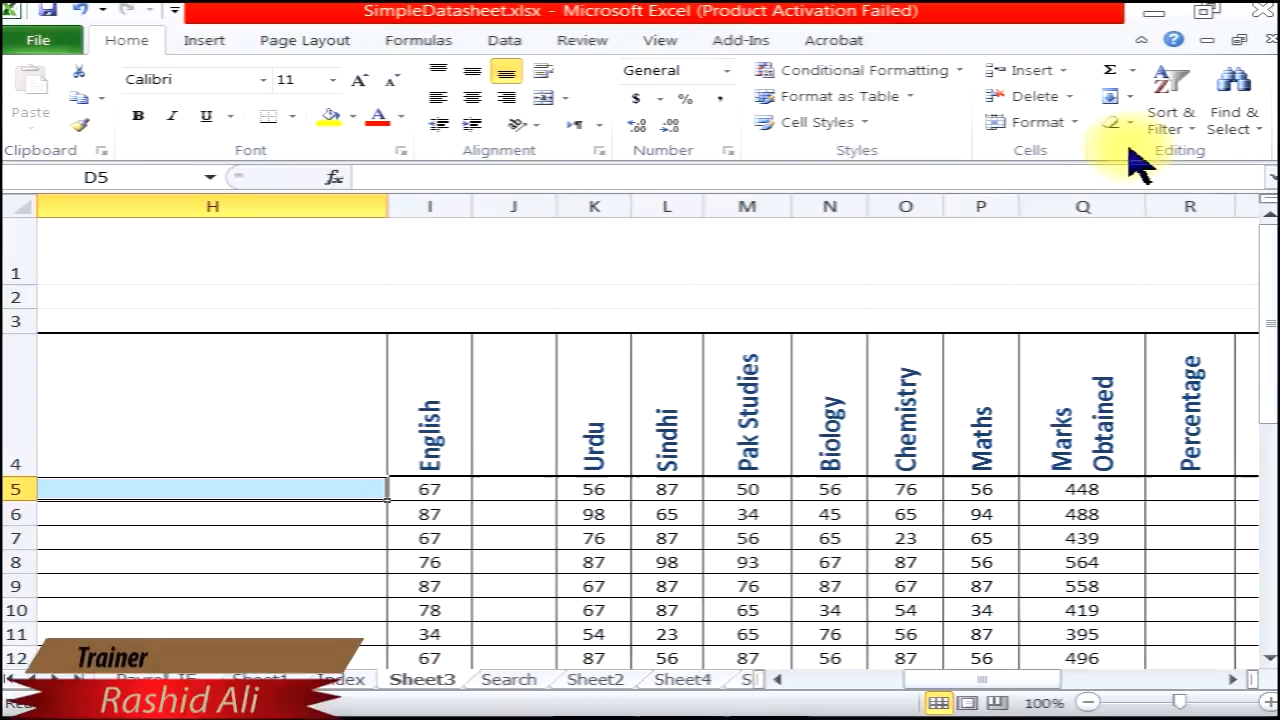 SimpleDatasheet.xlsx - Microsoft Excel (Product Activation Failed)
File Home Insert Page Layout Formulas Data Review View Add-Ins Acrobat
Paste
Calibri 11
B I U
General
$ % ,
Conditional Formatting
Format as Table
Cell Styles
Insert
Delete
Format
Σ
Sort & Filter
Find & Select
Clipboard Font Alignment Number Styles Cells Editing
D5 fx
H I J K L M N O P Q R
1
2
3
4 English Urdu Sindhi Pak Studies Biology Chemistry Maths Marks Obtained Percentage
5 67 56 87 50 56 76 56 448
6 87 98 65 34 45 65 94 488
7 67 76 87 56 65 23 65 439
8 76 87 98 93 67 87 56 564
9 87 67 87 76 87 67 87 558
10 78 67 87 65 34 54 34 419
11 34 54 23 65 76 56 87 395
12 67 87 56 87 56 87 56 496
Trainer
Rashid Ali
Sheet1 Index Sheet3 Search Sheet2 Sheet4
100%